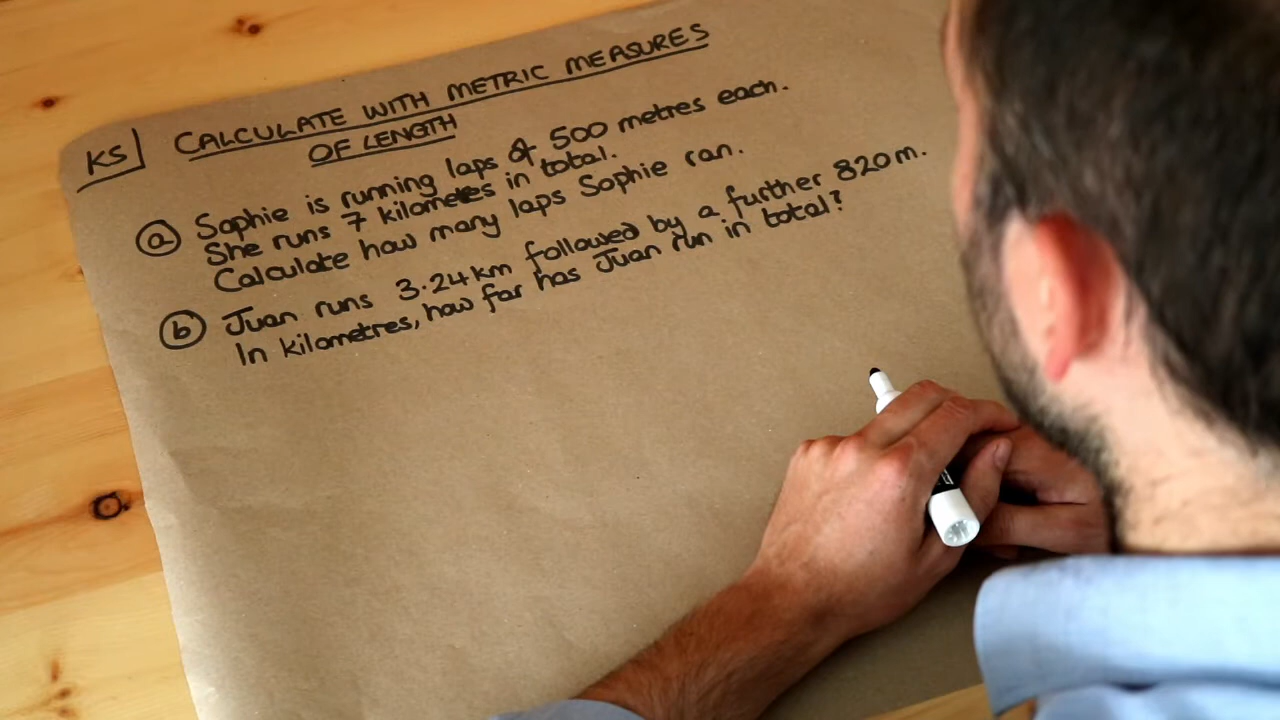 KS
CALCULATE WITH METRIC MEASURES
OF LENGTH
a Sophie is running laps of 500 metres each.
She runs 7 kilometres in total.
Calculate how many laps Sophie ran.
b Juan runs 3.24km followed by a further 820m.
In kilometres, how far has Juan run in total?